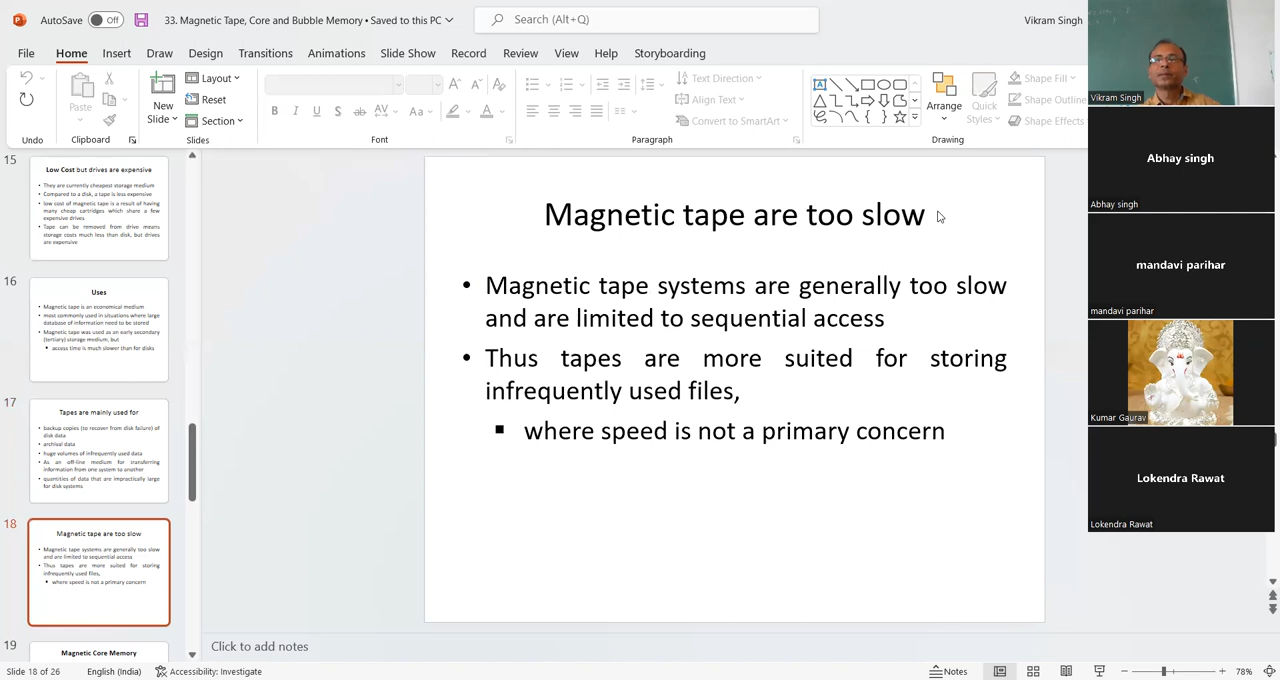 AutoSave Off 33. Magnetic Tape, Core and Bubble Memory • Saved to this PC Search (Alt+Q) Vikram Singh
File Home Insert Draw Design Transitions Animations Slide Show Record Review View Help Storyboarding
Paste
New
Slide
Layout
Reset
Section
Text Direction
Align Text
Convert to SmartArt
Arrange
Quick
Styles
Shape Fill
Shape Outline
Shape Effects
Undo Clipboard Slides Font Paragraph Drawing
15
Low Cost but drives are expensive
• They are currently cheapest storage medium
• Compared to a disk, a tape is less expensive
• low cost of magnetic tape is a result of having
many cheap cartridges which share a few
expensive drives
• Tape can be removed from drive means
storage costs much less than disk, but drives
are expensive
16
Uses
• Magnetic tape is an economical medium
• most commonly used in situations where large
database of information need to be stored
• Magnetic tape was used as an early secondary
(tertiary) storage medium, but
▪ access time is much slower than for disks
17
Tapes are mainly used for
• backup copies (to recover from disk failure) of
disk data
• archival data
• huge volumes of infrequently used data
• As an off-line medium for transferring
information from one system to another
• quantities of data that are impractically large
for disk systems
18
Magnetic tape are too slow
• Magnetic tape systems are generally too slow
and are limited to sequential access
• Thus tapes are more suited for storing
infrequently used files,
▪ where speed is not a primary concern
19
Magnetic Core Memory
Magnetic tape are too slow
• Magnetic tape systems are generally too slow
and are limited to sequential access
• Thus tapes are more suited for storing
infrequently used files,
▪ where speed is not a primary concern
Click to add notes
Slide 18 of 26 English (India) Accessibility: Investigate Notes 78%
Vikram Singh
Abhay singh
Abhay singh
mandavi parihar
mandavi parihar
Kumar Gaurav
Lokendra Rawat
Lokendra Rawat